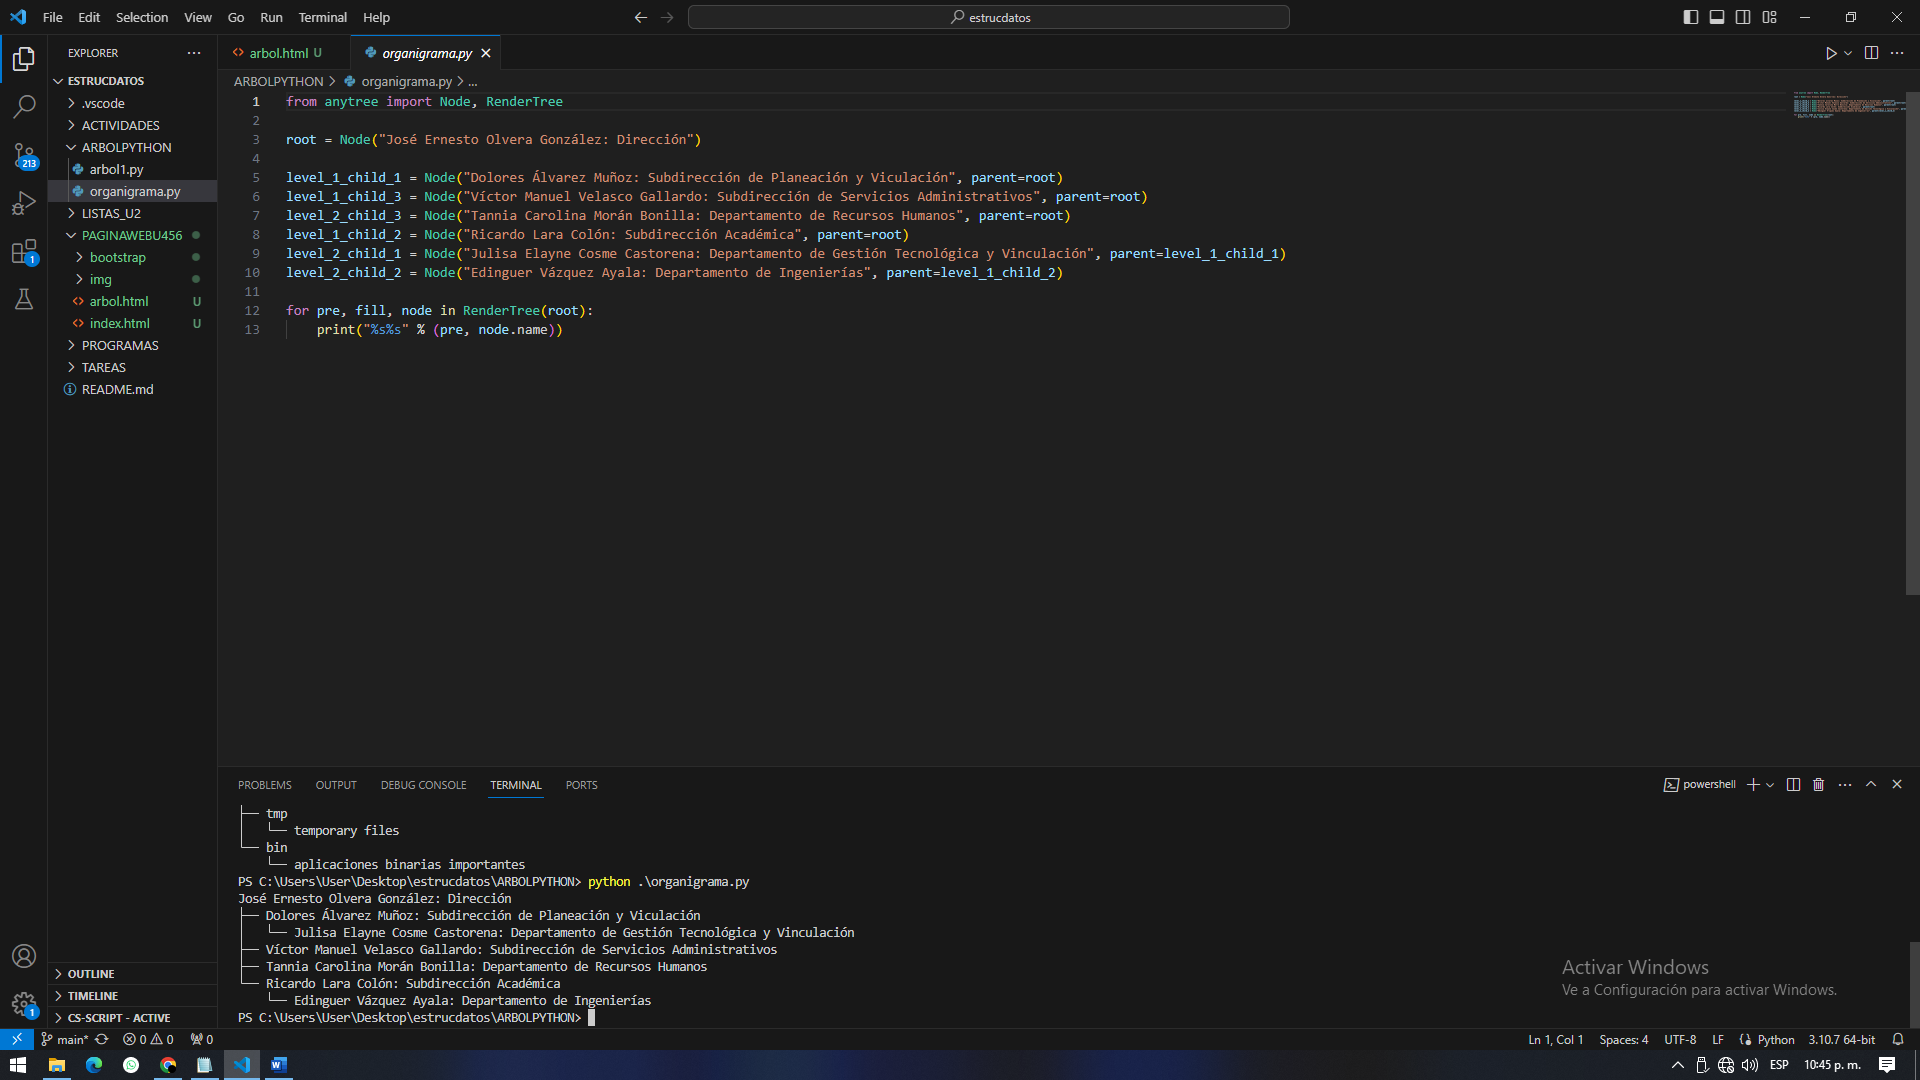 File Edit Selection View Go Run Terminal Help
estrucdatos
EXPLORER
ESTRUCDATOS
.vscode
ACTIVIDADES
ARBOLPYTHON
arbol1.py
organigrama.py
LISTAS_U2
PAGINAWEBU456
bootstrap
img
arbol.html U
index.html U
PROGRAMAS
TAREAS
README.md
213
1
OUTLINE
TIMELINE
CS-SCRIPT - ACTIVE
1
arbol.html U
organigrama.py
ARBOLPYTHON > organigrama.py > ...
1 from anytree import Node, RenderTree
2
3 root = Node("José Ernesto Olvera González: Dirección")
4
5 level_1_child_1 = Node("Dolores Álvarez Muñoz: Subdirección de Planeación y Viculación", parent=root)
6 level_1_child_3 = Node("Víctor Manuel Velasco Gallardo: Subdirección de Servicios Administrativos", parent=root)
7 level_2_child_3 = Node("Tannia Carolina Morán Bonilla: Departamento de Recursos Humanos", parent=root)
8 level_1_child_2 = Node("Ricardo Lara Colón: Subdirección Académica", parent=root)
9 level_2_child_1 = Node("Julisa Elayne Cosme Castorena: Departamento de Gestión Tecnológica y Vinculación", parent=level_1_child_1)
10 level_2_child_2 = Node("Edinguer Vázquez Ayala: Departamento de Ingenierías", parent=level_1_child_2)
11
12 for pre, fill, node in RenderTree(root):
13     print("%s%s" % (pre, node.name))
PROBLEMS OUTPUT DEBUG CONSOLE TERMINAL PORTS
powershell
├── tmp
│   └── temporary files
└── bin
    └── aplicaciones binarias importantes
PS C:\Users\User\Desktop\estrucdatos\ARBOLPYTHON> python .\organigrama.py
José Ernesto Olvera González: Dirección
├── Dolores Álvarez Muñoz: Subdirección de Planeación y Viculación
│   └── Julisa Elayne Cosme Castorena: Departamento de Gestión Tecnológica y Vinculación
├── Víctor Manuel Velasco Gallardo: Subdirección de Servicios Administrativos
├── Tannia Carolina Morán Bonilla: Departamento de Recursos Humanos
└── Ricardo Lara Colón: Subdirección Académica
    └── Edinguer Vázquez Ayala: Departamento de Ingenierías
PS C:\Users\User\Desktop\estrucdatos\ARBOLPYTHON>
Activar Windows
Ve a Configuración para activar Windows.
main* 0 0 0
Ln 1, Col 1 Spaces: 4 UTF-8 LF Python 3.10.7 64-bit
ESP 10:45 p. m.